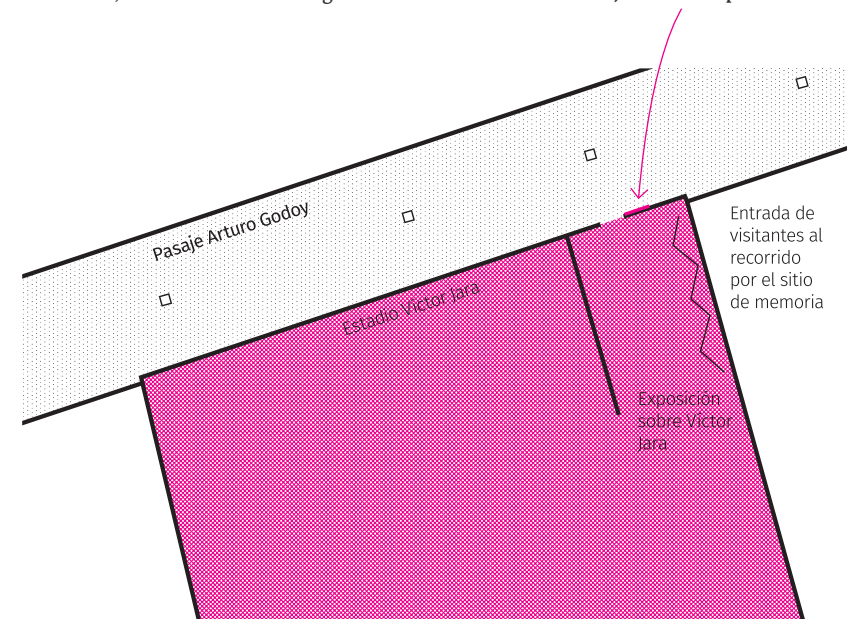 Pasaje Arturo Godoy
Estadio Víctor Jara
Entrada de
visitantes al
recorrido
por el sitio
de memoria
Exposición
sobre Víctor
Jara